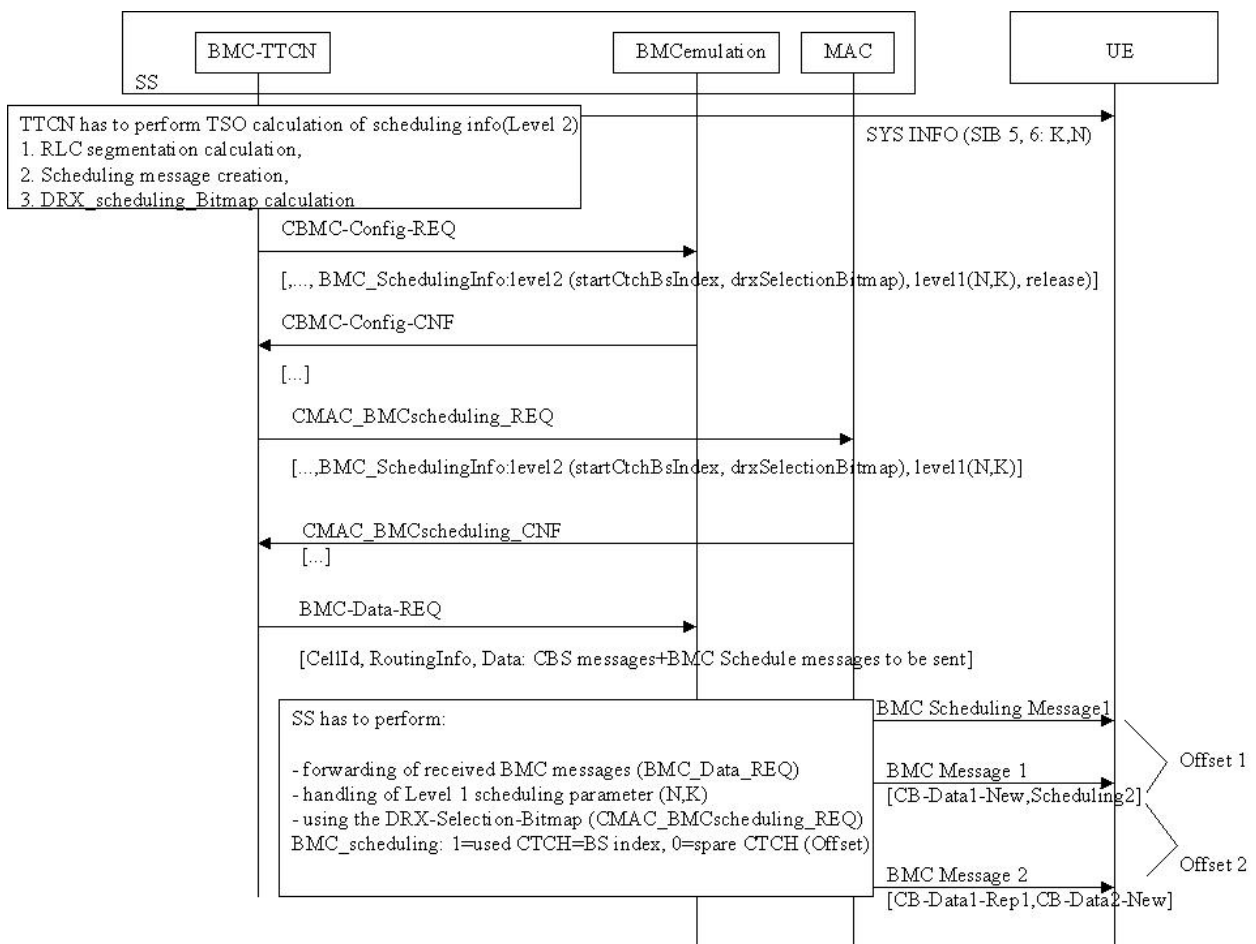 BMC-TTCN
BMCemulation
MAC
UE
SS
TTCN has to perform TSO calculation of scheduling info(Level 2)
1. RLC segmentation calculation,
2. Scheduling message creation,
3. DRX_scheduling_Bitmap calculation
SYS INFO (SIB 5, 6: K,N)
CBMC-Config-REQ
[,..., BMC_SchedulingInfo:level2 (startCtchBsIndex, drxSelectionBitmap), level1(N,K), release)]
CBMC-Config-CNF
[...]
CMAC_BMCscheduling_REQ
[...,BMC_SchedulingInfo:level2 (startCtchBsIndex, drxSelectionBitmap), level1(N,K)]
CMAC_BMCscheduling_CNF
[...]
BMC-Data-REQ
[CellId, RoutingInfo, Data: CBS messages+BMC Schedule messages to be sent]
SS has to perform:
- forwarding of received BMC messages (BMC_Data_REQ)
- handling of Level 1 scheduling parameter (N,K)
- using the DRX-Selection-Bitmap (CMAC_BMCscheduling_REQ)
BMC_scheduling: 1=used CTCH=BS index, 0=spare CTCH (Offset)
BMC Scheduling Message1
Offset 1
BMC Message 1
[CB-Data1-New,Scheduling2]
Offset 2
BMC Message 2
[CB-Data1-Rep1,CB-Data2-New]